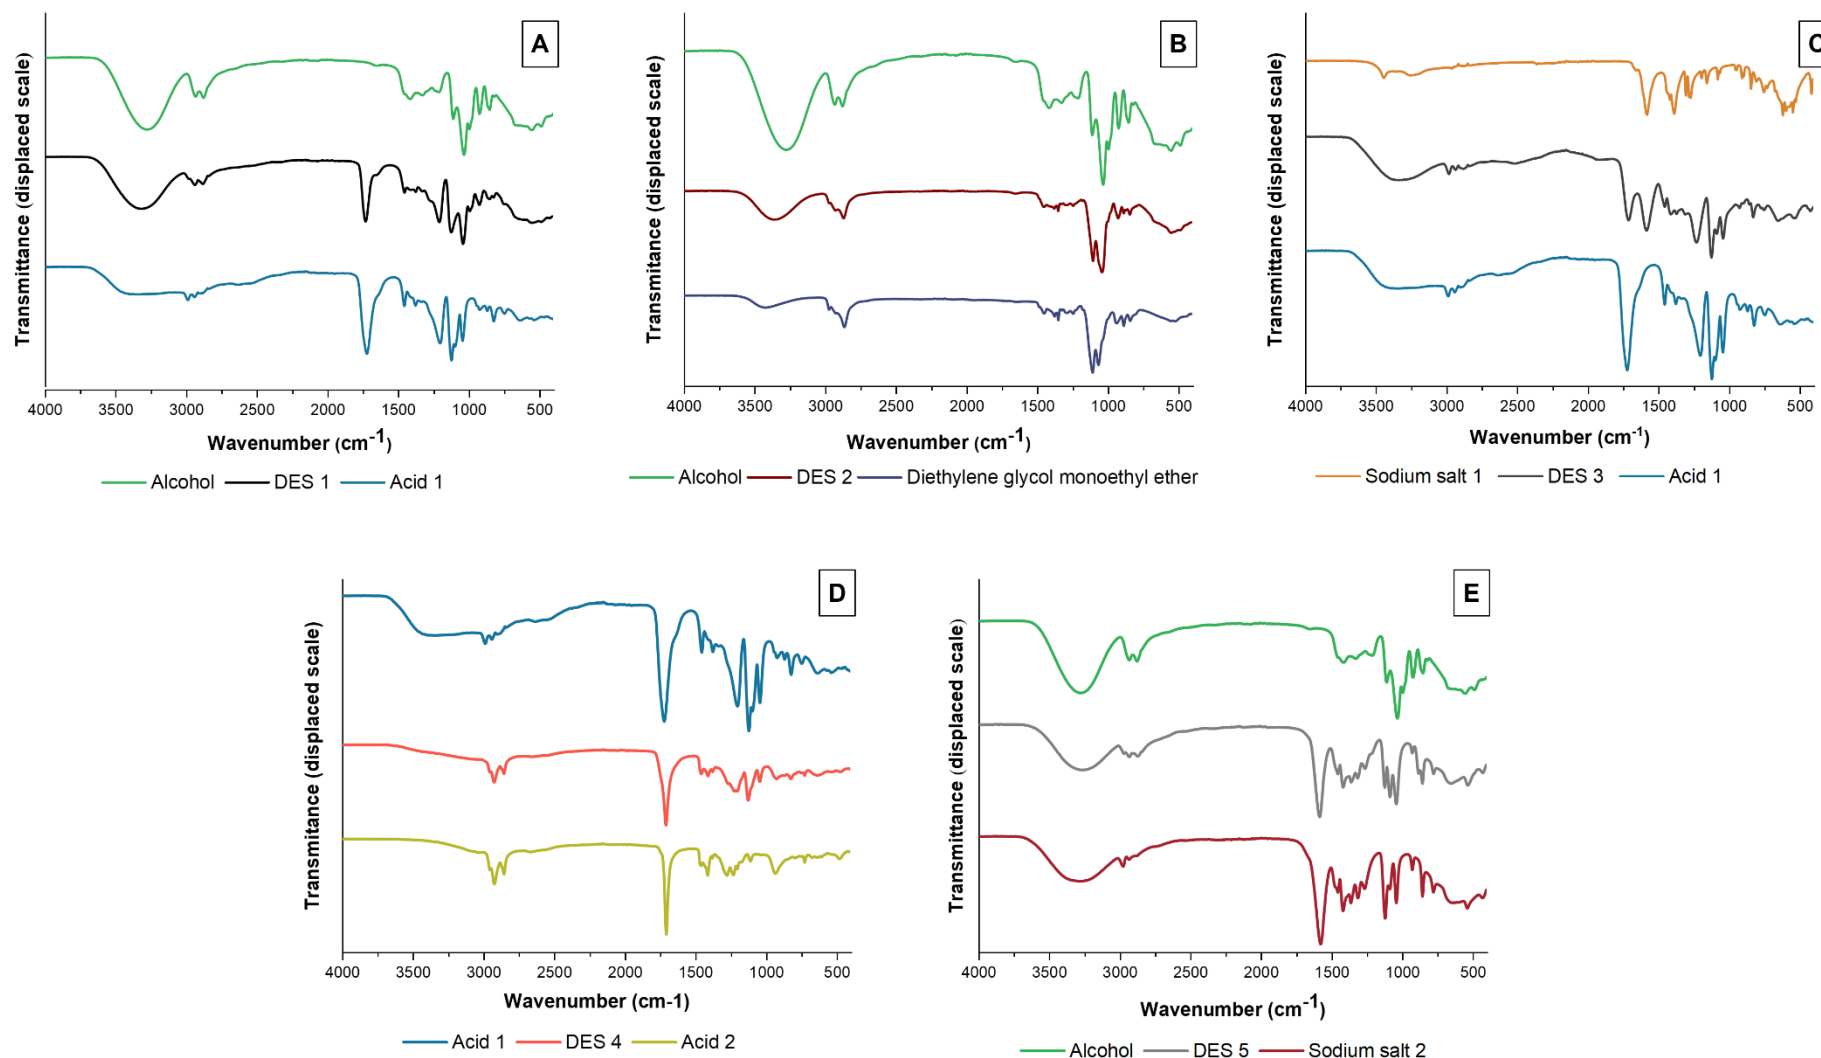 A
Transmittance (displaced scale)
4000 3500 3000 2500 2000 1500 1000 500
Wavenumber (cm-1)
Alcohol DES 1 Acid 1
B
Transmittance (displaced scale)
4000 3500 3000 2500 2000 1500 1000 500
Wavenumber (cm-1)
Alcohol DES 2 Diethylene glycol monoethyl ether
C
Transmittance (displaced scale)
4000 3500 3000 2500 2000 1500 1000 500
Wavenumber (cm-1)
Sodium salt 1 DES 3 Acid 1
D
Transmitance (displaced scale)
4000 3500 3000 2500 2000 1500 1000 500
Wavenumber (cm-1)
Acid 1 DES 4 Acid 2
E
Transmittance (displaced scale)
4000 3500 3000 2500 2000 1500 1000 500
Wavenumber (cm-1)
Alcohol DES 5 Sodium salt 2